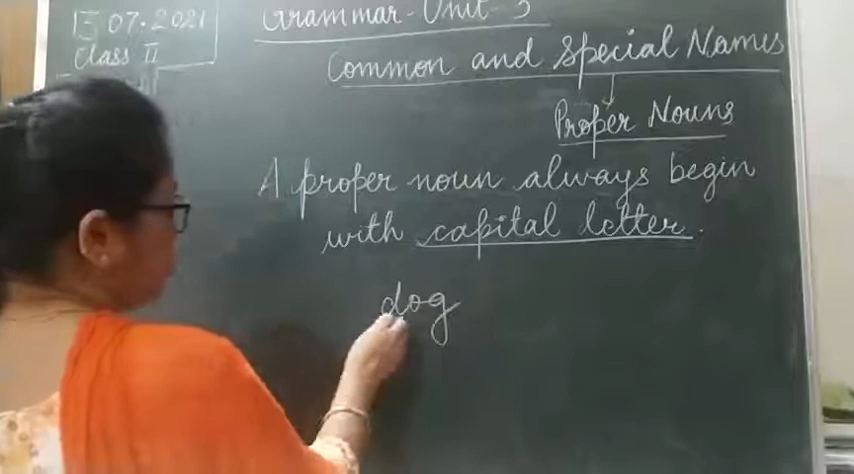 15.07.2021
Class II
Grammar - Unit - 3
Common and Special Names
Proper Nouns
A proper noun always begin
with capital letter.
dog